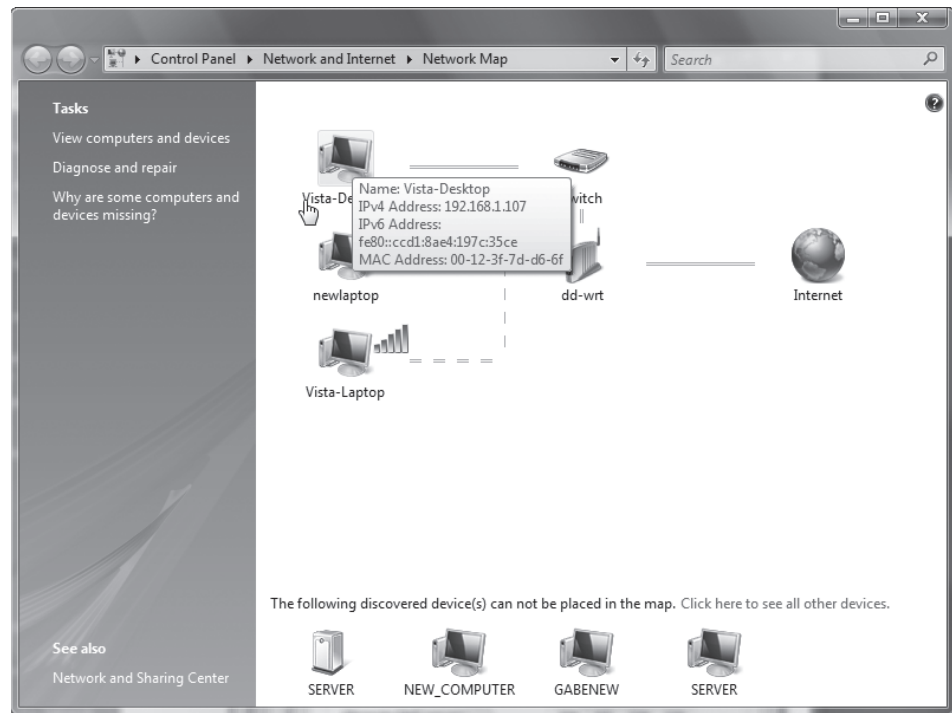 Control Panel ▸ Network and Internet ▸ Network Map
Search
Tasks
View computers and devices
Diagnose and repair
Why are some computers and
devices missing?
Vista-De
Name: Vista-Desktop
IPv4 Address: 192.168.1.107
IPv6 Address:
fe80::ccd1:8ae4:197c:35ce
MAC Address: 00-12-3f-7d-d6-6f
witch
newlaptop
dd-wrt
Internet
Vista-Laptop
The following discovered device(s) can not be placed in the map. Click here to see all other devices.
SERVER
NEW_COMPUTER
GABENEW
SERVER
See also
Network and Sharing Center